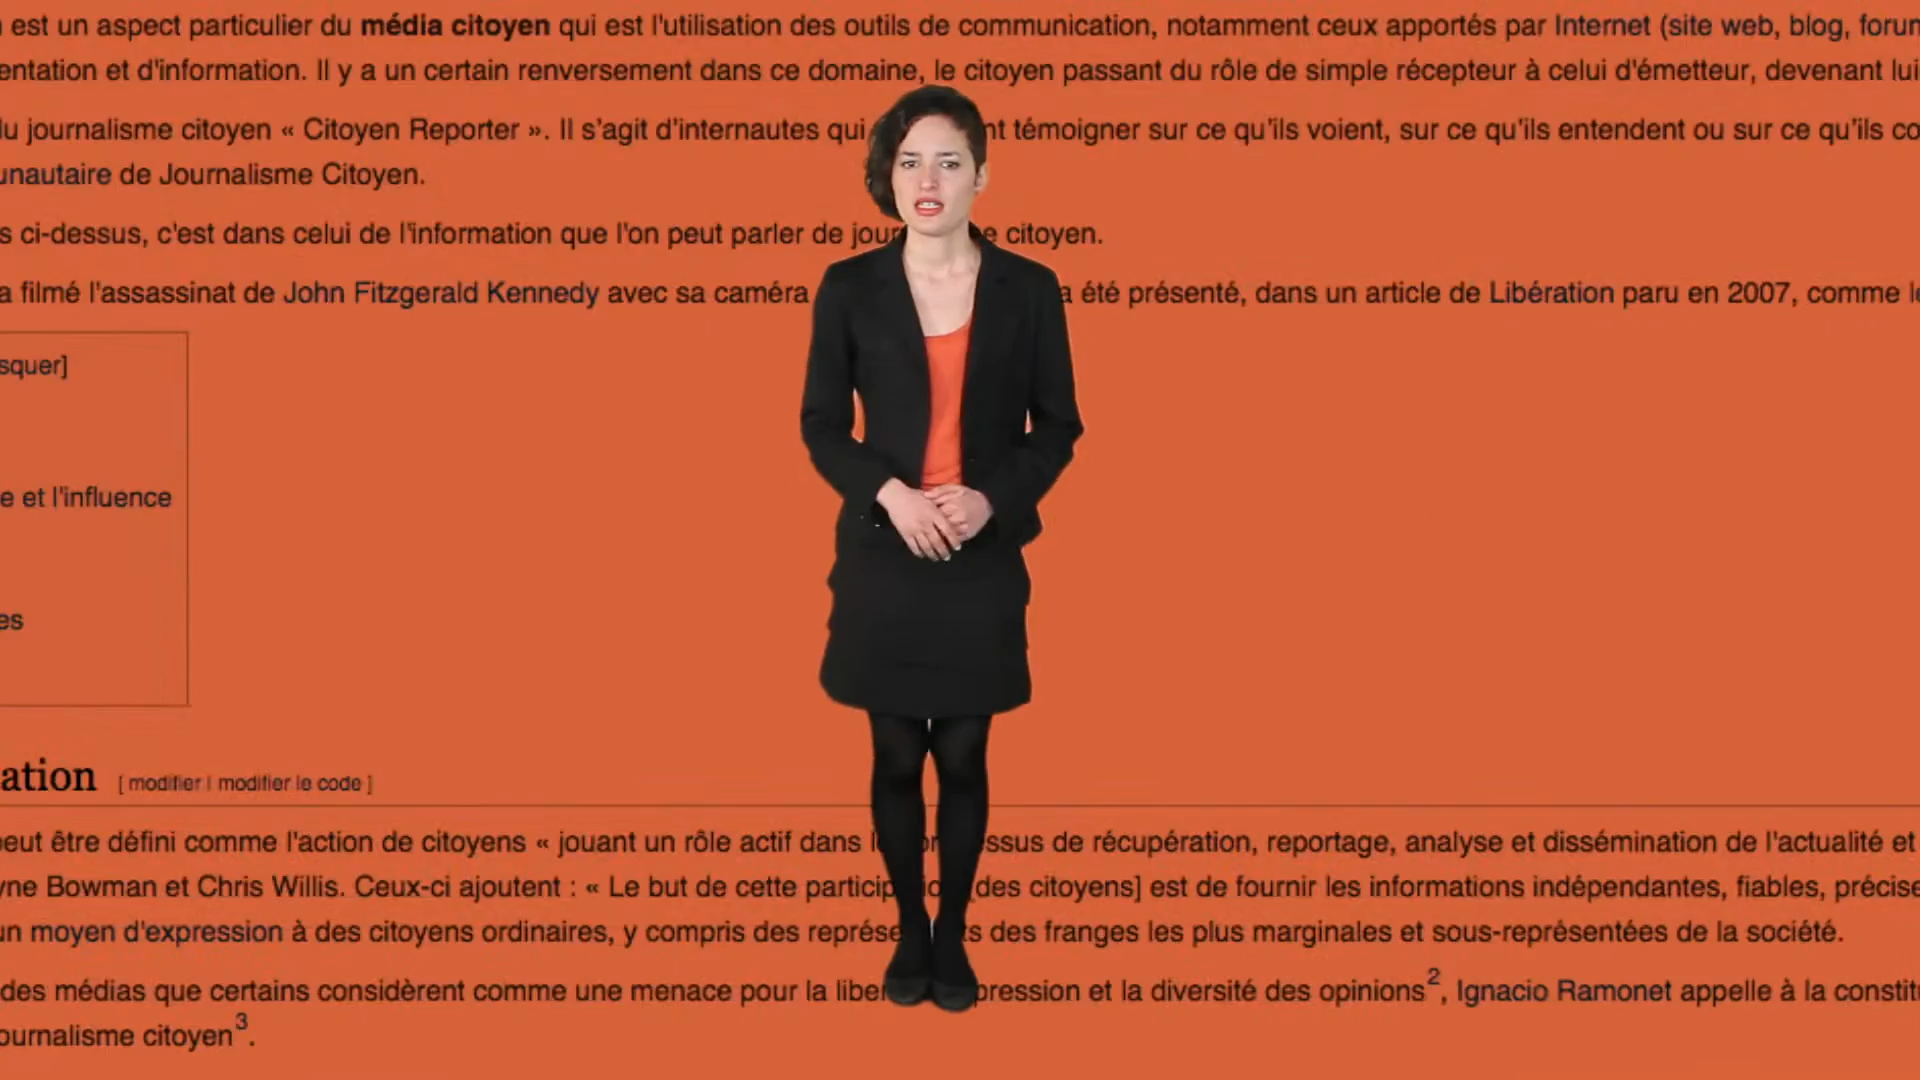 est un aspect particulier du média citoyen qui est l'utilisation des outils de communication, notamment ceux apportés par Internet (site web, blog, forum
entation et d'information. Il y a un certain renversement dans ce domaine, le citoyen passant du rôle de simple récepteur à celui d'émetteur, devenant lui
du journalisme citoyen « Citoyen Reporter ». Il s'agit d'internautes qui nt témoigner sur ce qu'ils voient, sur ce qu'ils entendent ou sur ce qu'ils co
unautaire de Journalisme Citoyen.
s ci-dessus, c'est dans celui de l'information que l'on peut parler de jour e citoyen.
a filmé l'assassinat de John Fitzgerald Kennedy avec sa caméra a été présenté, dans un article de Libération paru en 2007, comme le
squer]
e et l'influence
es
ation [ modifier | modifier le code ]
peut être défini comme l'action de citoyens « jouant un rôle actif dans l pr essus de récupération, reportage, analyse et dissémination de l'actualité et
yne Bowman et Chris Willis. Ceux-ci ajoutent : « Le but de cette particip io [des citoyens] est de fournir les informations indépendantes, fiables, précise
un moyen d'expression à des citoyens ordinaires, y compris des représe ts des franges les plus marginales et sous-représentées de la société.
des médias que certains considèrent comme une menace pour la liber pression et la diversité des opinions2, Ignacio Ramonet appelle à la constit
ournalisme citoyen3.